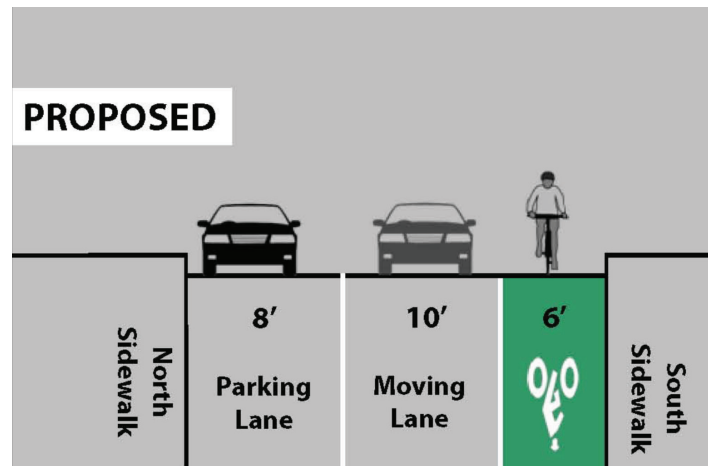 PROPOSED
8′
10′
6′
North
Sidewalk
Parking
Lane
Moving
Lane
South
Sidewalk